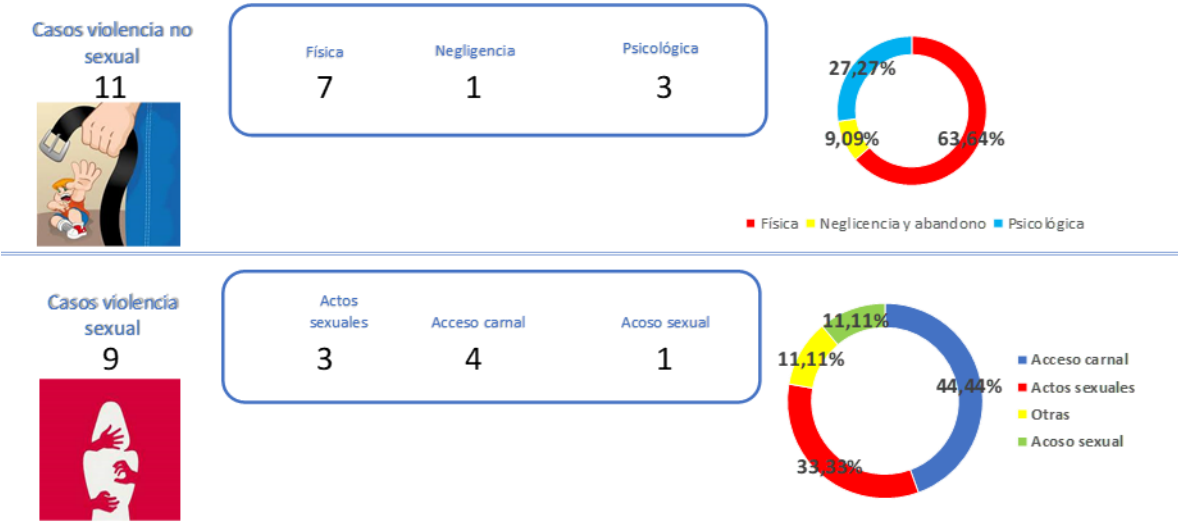 Casos violencia no
sexual
11
Física
Negligencia
Psicológica
7
1
3
27,27%
9,09%
63,64%
Física
Neglicencia y abandono
Psicológica
Casos violencia
sexual
9
Actos
sexuales
Acceso carnal
Acoso sexual
3
4
1
11,11%
11,11%
44,44%
33,33%
Acceso carnal
Actos sexuales
Otras
Acoso sexual